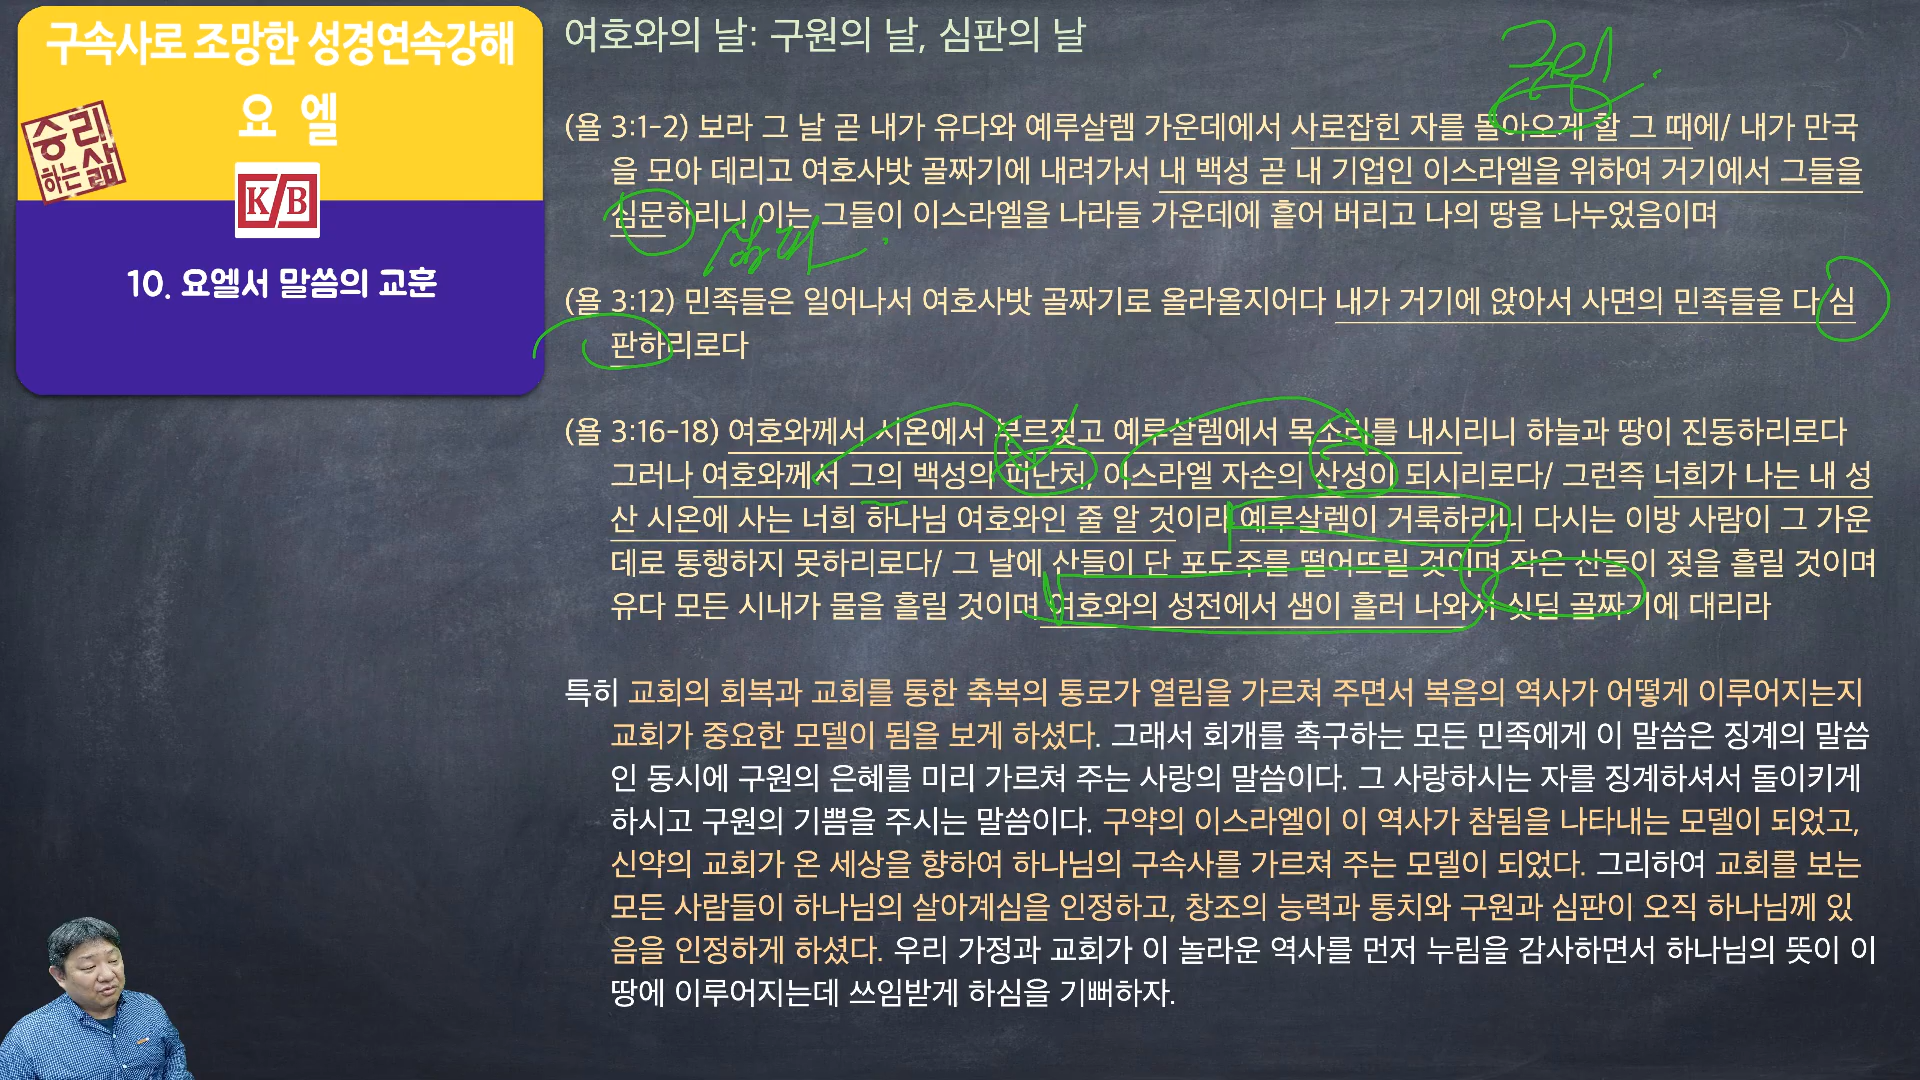 구속사로 조망한 성경연속강해
요 엘
승리
하는 삶
K/B
10. 요엘서 말씀의 교훈
여호와의 날: 구원의 날, 심판의 날
구원
(욜 3:1-2) 보라 그 날 곧 내가 유다와 예루살렘 가운데에서 사로잡힌 자를 돌아오게 할 그 때에/ 내가 만국
을 모아 데리고 여호사밧 골짜기에 내려가서 내 백성 곧 내 기업인 이스라엘을 위하여 거기에서 그들을
심문하리니 이는 그들이 이스라엘을 나라들 가운데에 흩어 버리고 나의 땅을 나누었음이며
심판
(욜 3:12) 민족들은 일어나서 여호사밧 골짜기로 올라올지어다 내가 거기에 앉아서 사면의 민족들을 다 심
판하리로다
(욜 3:16-18) 여호와께서 시온에서 부르짖고 예루살렘에서 목소리를 내시리니 하늘과 땅이 진동하리로다
그러나 여호와께서 그의 백성의 피난처, 이스라엘 자손의 산성이 되시리로다/ 그런즉 너희가 나는 내 성
산 시온에 사는 너희 하나님 여호와인 줄 알 것이라 예루살렘이 거룩하리니 다시는 이방 사람이 그 가운
데로 통행하지 못하리로다/ 그 날에 산들이 단 포도주를 떨어뜨릴 것이며 작은 산들이 젖을 흘릴 것이며
유다 모든 시내가 물을 흘릴 것이며 여호와의 성전에서 샘이 흘러 나와서 싯딤 골짜기에 대리라
특히 교회의 회복과 교회를 통한 축복의 통로가 열림을 가르쳐 주면서 복음의 역사가 어떻게 이루어지는지
교회가 중요한 모델이 됨을 보게 하셨다. 그래서 회개를 촉구하는 모든 민족에게 이 말씀은 징계의 말씀
인 동시에 구원의 은혜를 미리 가르쳐 주는 사랑의 말씀이다. 그 사랑하시는 자를 징계하셔서 돌이키게
하시고 구원의 기쁨을 주시는 말씀이다. 구약의 이스라엘이 이 역사가 참됨을 나타내는 모델이 되었고,
신약의 교회가 온 세상을 향하여 하나님의 구속사를 가르쳐 주는 모델이 되었다. 그리하여 교회를 보는
모든 사람들이 하나님의 살아계심을 인정하고, 창조의 능력과 통치와 구원과 심판이 오직 하나님께 있
음을 인정하게 하셨다. 우리 가정과 교회가 이 놀라운 역사를 먼저 누림을 감사하면서 하나님의 뜻이 이
땅에 이루어지는데 쓰임받게 하심을 기뻐하자.